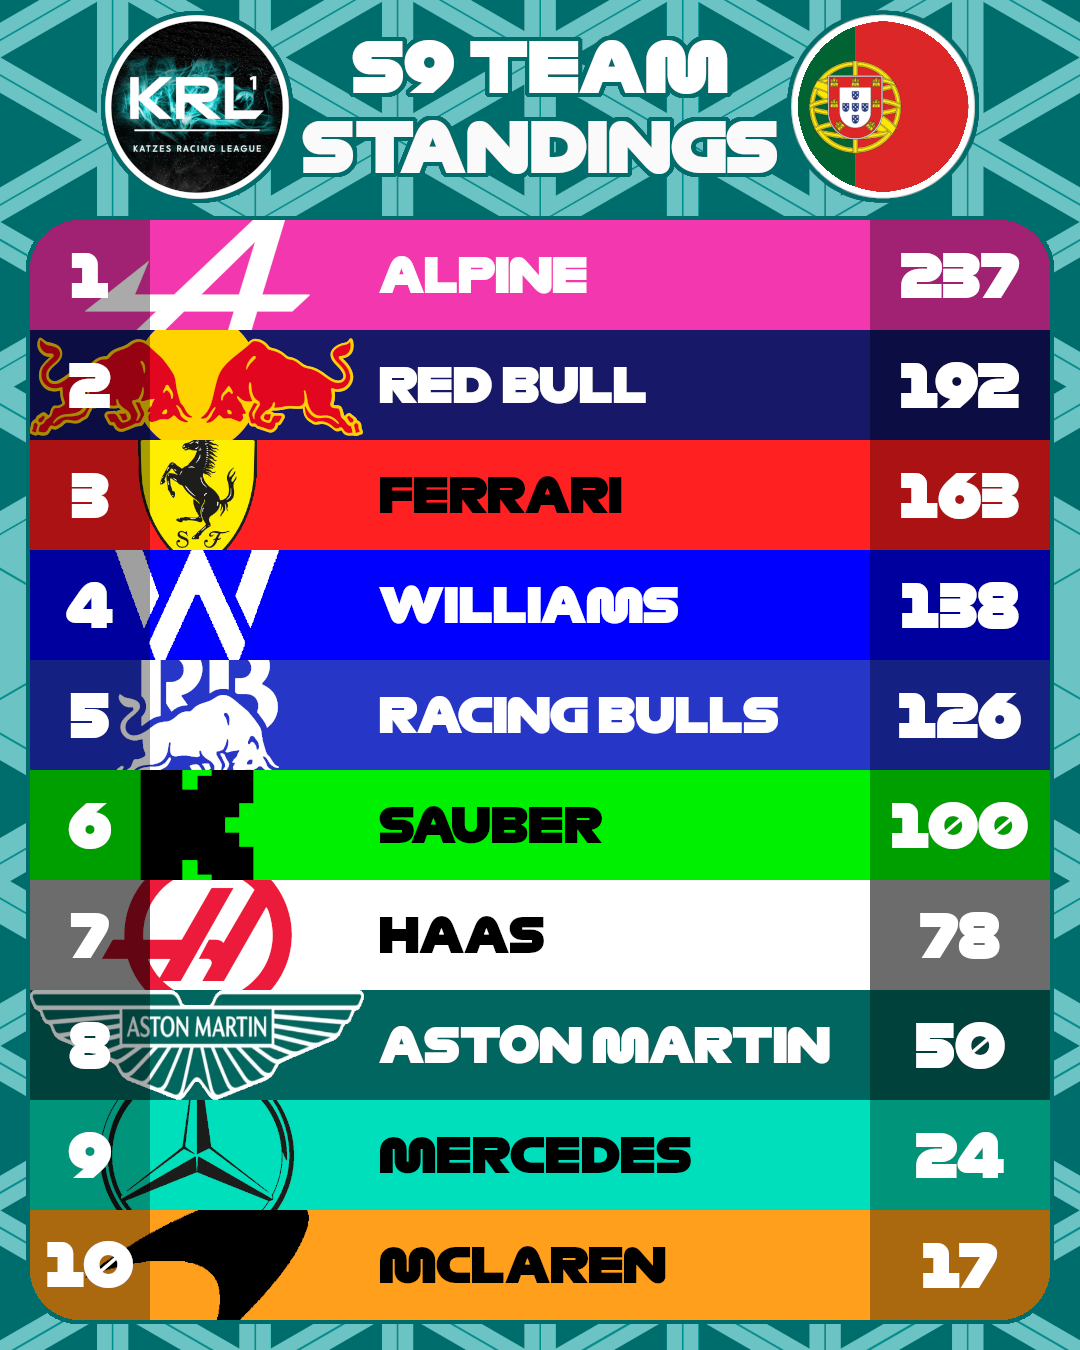 KRL1
KATZES RACING LEAGUE
S9 TEAM
STANDINGS
1 ALPINE 237
2 RED BULL 192
3 S F FERRARI 163
4 W WILLIAMS 138
5 RB RACING BULLS 126
6 K SAUBER 100
7 H HAAS 78
8 ASTON MARTIN ASTON MARTIN 50
9 MERCEDES 24
10 MCLAREN 17